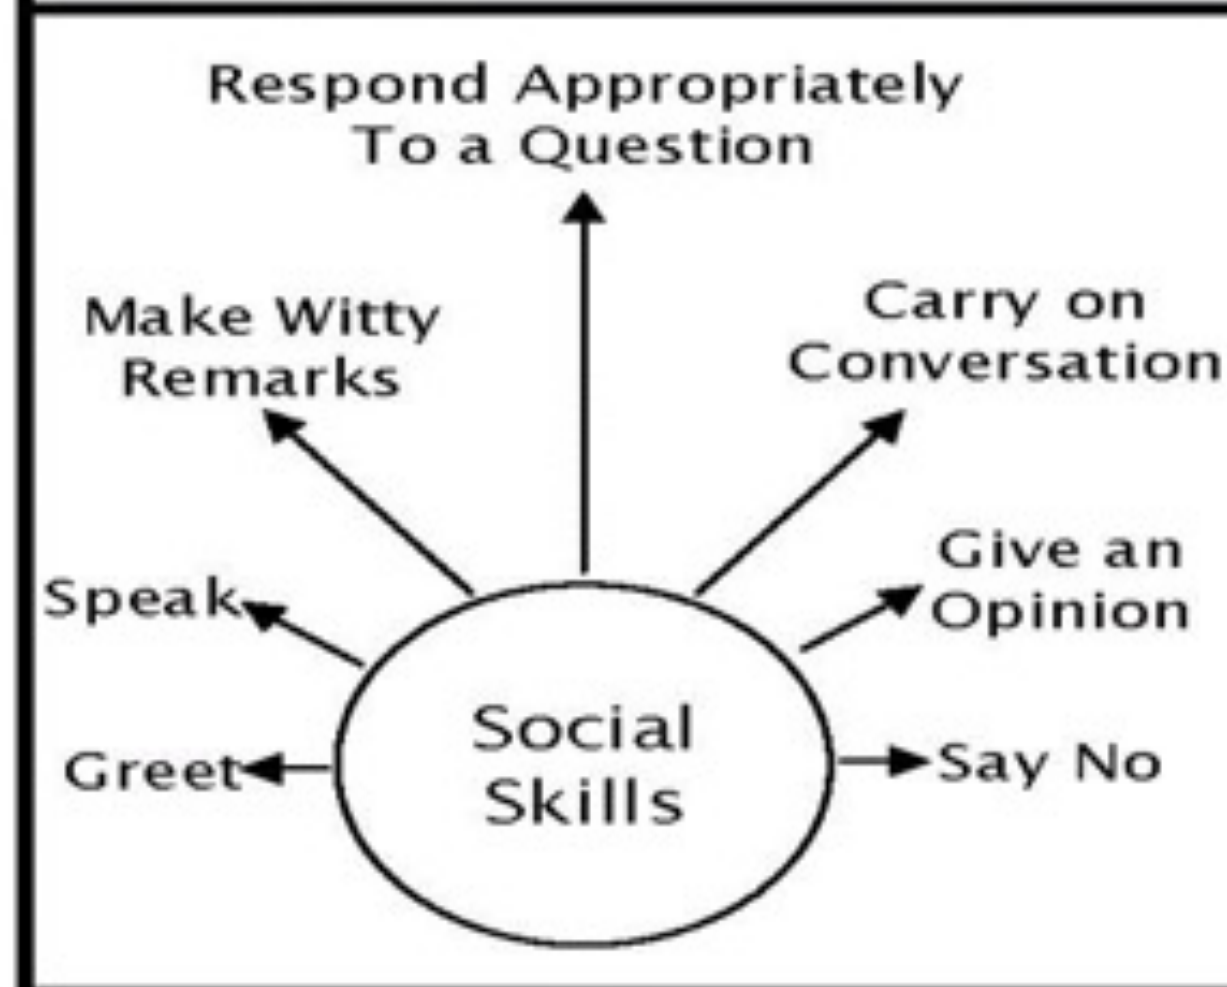 Respond Appropriately
To a Question
Make Witty
Remarks
Carry on
Conversation
Speak
Give an
Opinion
Greet
Social
Skills
Say No